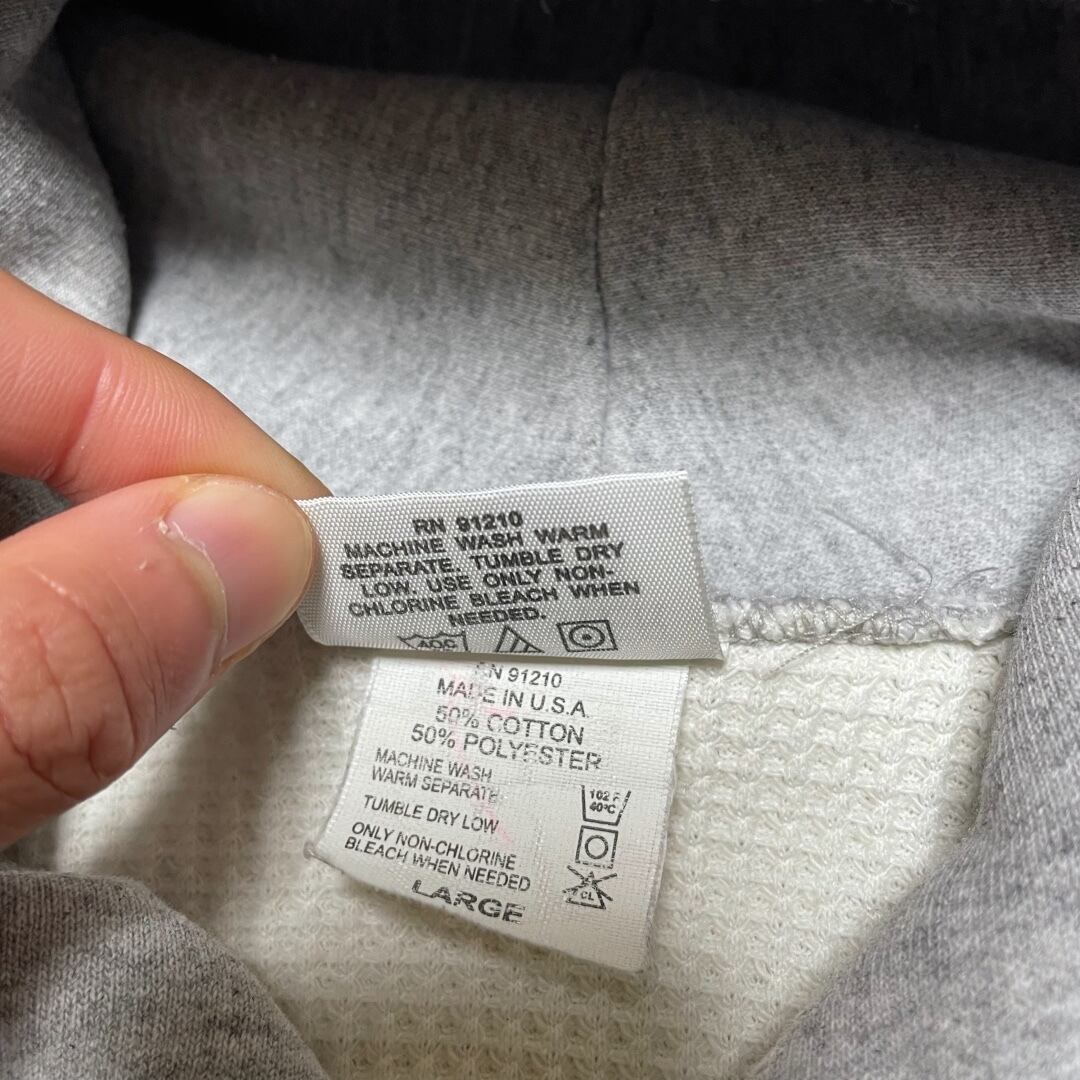 RN 91210
MACHINE WASH WARM
SEPARATE. TUMBLE DRY
LOW. USE ONLY NON-
CHLORINE BLEACH WHEN
NEEDED.
40C
RN 91210
MADE IN U.S.A.
50% COTTON
50% POLYESTER
MACHINE WASH
WARM SEPARATE
TUMBLE DRY LOW
ONLY NON-CHLORINE
BLEACH WHEN NEEDED
102 F
40°C
CL
LARGE